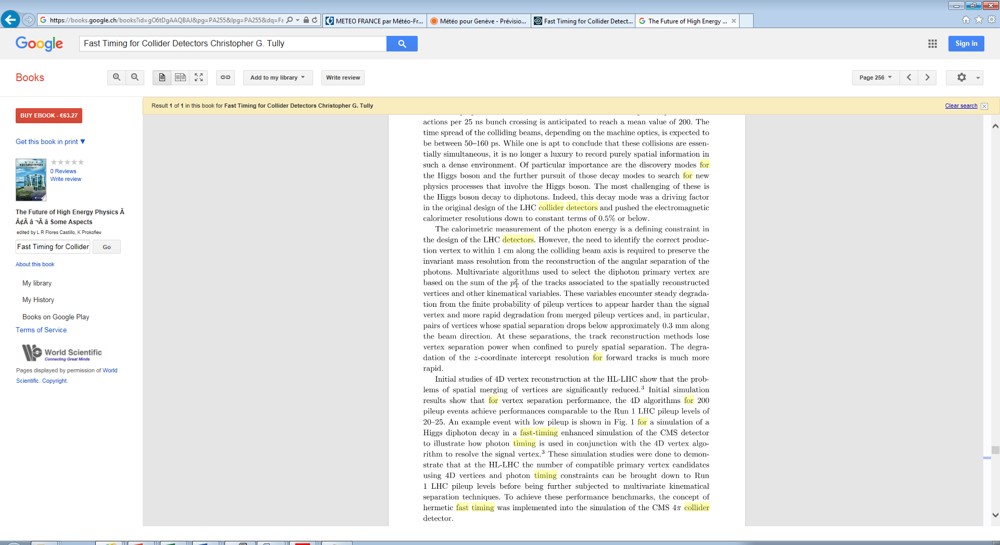 https://books.google.ch/books?id=gO6tDgAAQBAJ&pg=PA255&lpg=PA255&dq=Fa
METEO FRANCE par Météo-Fr...
Météo pour Genève - Prévisio...
Fast Timing for Collider Detect...
The Future of High Energy ...
Google
Fast Timing for Collider Detectors Christopher G. Tully
Sign in
Books
Add to my library
Write review
Page 256
BUY EBOOK - €63.27
Result 1 of 1 in this book for Fast Timing for Collider Detectors Christopher G. Tully
Clear search
Get this book in print ▼
THE FUTURE OF
HIGH ENERGY PHYSICS
0 Reviews
Write review
The Future of High Energy Physics Ã
Â¢Ã â ¬Ã â Some Aspects
edited by L R Flores Castillo, K Prokofiev
Fast Timing for Collider
Go
About this book
My library
My History
Books on Google Play
Terms of Service
World Scientific
Connecting Great Minds
Pages displayed by permission of World
Scientific. Copyright.
actions per 25 ns bunch crossing is anticipated to reach a mean value of 200. The
time spread of the colliding beams, depending on the machine optics, is expected to
be between 50–160 ps. While one is apt to conclude that these collisions are essen-
tially simultaneous, it is no longer a luxury to record purely spatial information in
such a dense environment. Of particular importance are the discovery modes for
the Higgs boson and the further pursuit of those decay modes to search for new
physics processes that involve the Higgs boson. The most challenging of these is
the Higgs boson decay to diphotons. Indeed, this decay mode was a driving factor
in the original design of the LHC collider detectors and pushed the electromagnetic
calorimeter resolutions down to constant terms of 0.5% or below.
The calorimetric measurement of the photon energy is a defining constraint in
the design of the LHC detectors. However, the need to identify the correct produc-
tion vertex to within 1 cm along the colliding beam axis is required to preserve the
invariant mass resolution from the reconstruction of the angular separation of the
photons. Multivariate algorithms used to select the diphoton primary vertex are
based on the sum of the p²_T of the tracks associated to the spatially reconstructed
vertices and other kinematical variables. These variables encounter steady degrada-
tion from the finite probability of pileup vertices to appear harder than the signal
vertex and more rapid degradation from merged pileup vertices and, in particular,
pairs of vertices whose spatial separation drops below approximately 0.3 mm along
the beam direction. At these separations, the track reconstruction methods lose
vertex separation power when confined to purely spatial separation. The degra-
dation of the z-coordinate intercept resolution for forward tracks is much more
rapid.
Initial studies of 4D vertex reconstruction at the HL-LHC show that the prob-
lems of spatial merging of vertices are significantly reduced.³ Initial simulation
results show that for vertex separation performance, the 4D algorithms for 200
pileup events achieve performances comparable to the Run 1 LHC pileup levels of
20–25. An example event with low pileup is shown in Fig. 1 for a simulation of a
Higgs diphoton decay in a fast-timing enhanced simulation of the CMS detector
to illustrate how photon timing is used in conjunction with the 4D vertex algo-
rithm to resolve the signal vertex.³ These simulation studies were done to demon-
strate that at the HL-LHC the number of compatible primary vertex candidates
using 4D vertices and photon timing constraints can be brought down to Run
1 LHC pileup levels before being further subjected to multivariate kinematical
separation techniques. To achieve these performance benchmarks, the concept of
hermetic fast timing was implemented into the simulation of the CMS 4π collider
detector.